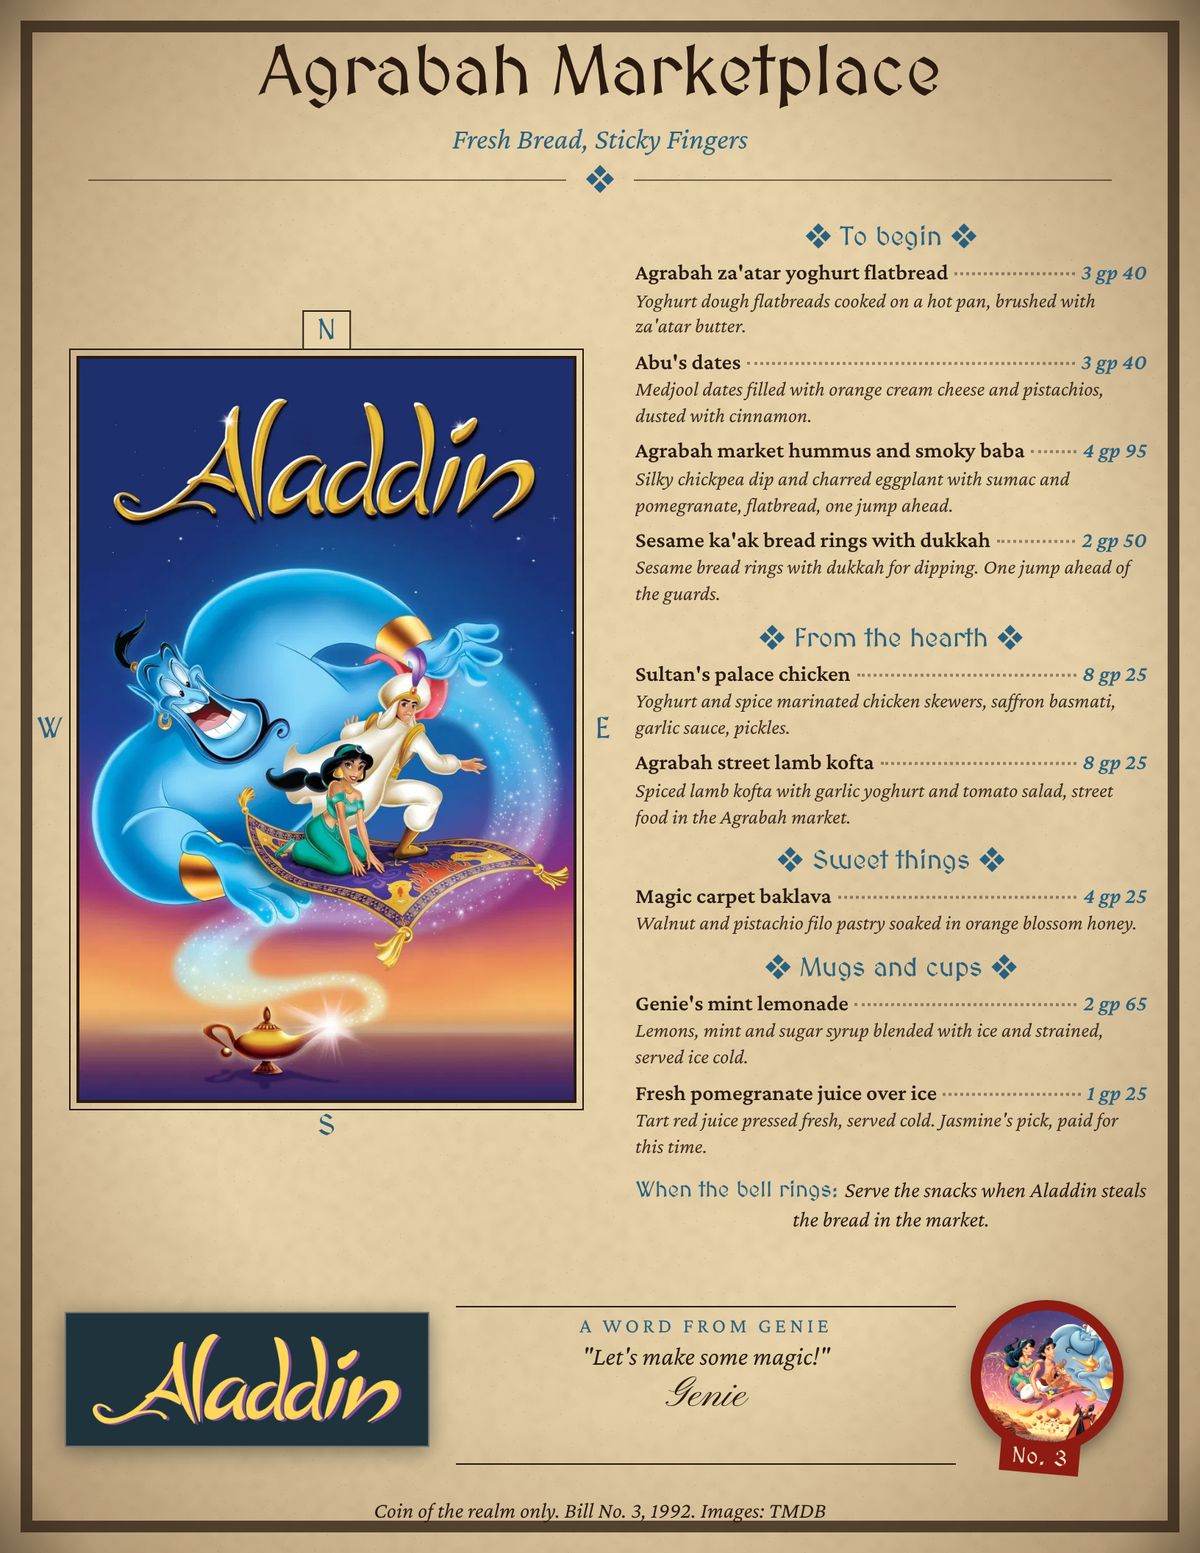 Agrabah Marketplace
Fresh Bread, Sticky Fingers
N
W
E
S
Aladdin
To begin
Agrabah za'atar yoghurt flatbread 3 gp 40
Yoghurt dough flatbreads cooked on a hot pan, brushed with
za'atar butter.
Abu's dates 3 gp 40
Medjool dates filled with orange cream cheese and pistachios,
dusted with cinnamon.
Agrabah market hummus and smoky baba 4 gp 95
Silky chickpea dip and charred eggplant with sumac and
pomegranate, flatbread, one jump ahead.
Sesame ka'ak bread rings with dukkah 2 gp 50
Sesame bread rings with dukkah for dipping. One jump ahead of
the guards.
From the hearth
Sultan's palace chicken 8 gp 25
Yoghurt and spice marinated chicken skewers, saffron basmati,
garlic sauce, pickles.
Agrabah street lamb kofta 8 gp 25
Spiced lamb kofta with garlic yoghurt and tomato salad, street
food in the Agrabah market.
Sweet things
Magic carpet baklava 4 gp 25
Walnut and pistachio filo pastry soaked in orange blossom honey.
Mugs and cups
Genie's mint lemonade 2 gp 65
Lemons, mint and sugar syrup blended with ice and strained,
served ice cold.
Fresh pomegranate juice over ice 1 gp 25
Tart red juice pressed fresh, served cold. Jasmine's pick, paid for
this time.
When the bell rings: Serve the snacks when Aladdin steals
the bread in the market.
Aladdin
A WORD FROM GENIE
"Let's make some magic!"
Genie
No. 3
Coin of the realm only. Bill No. 3, 1992. Images: TMDB